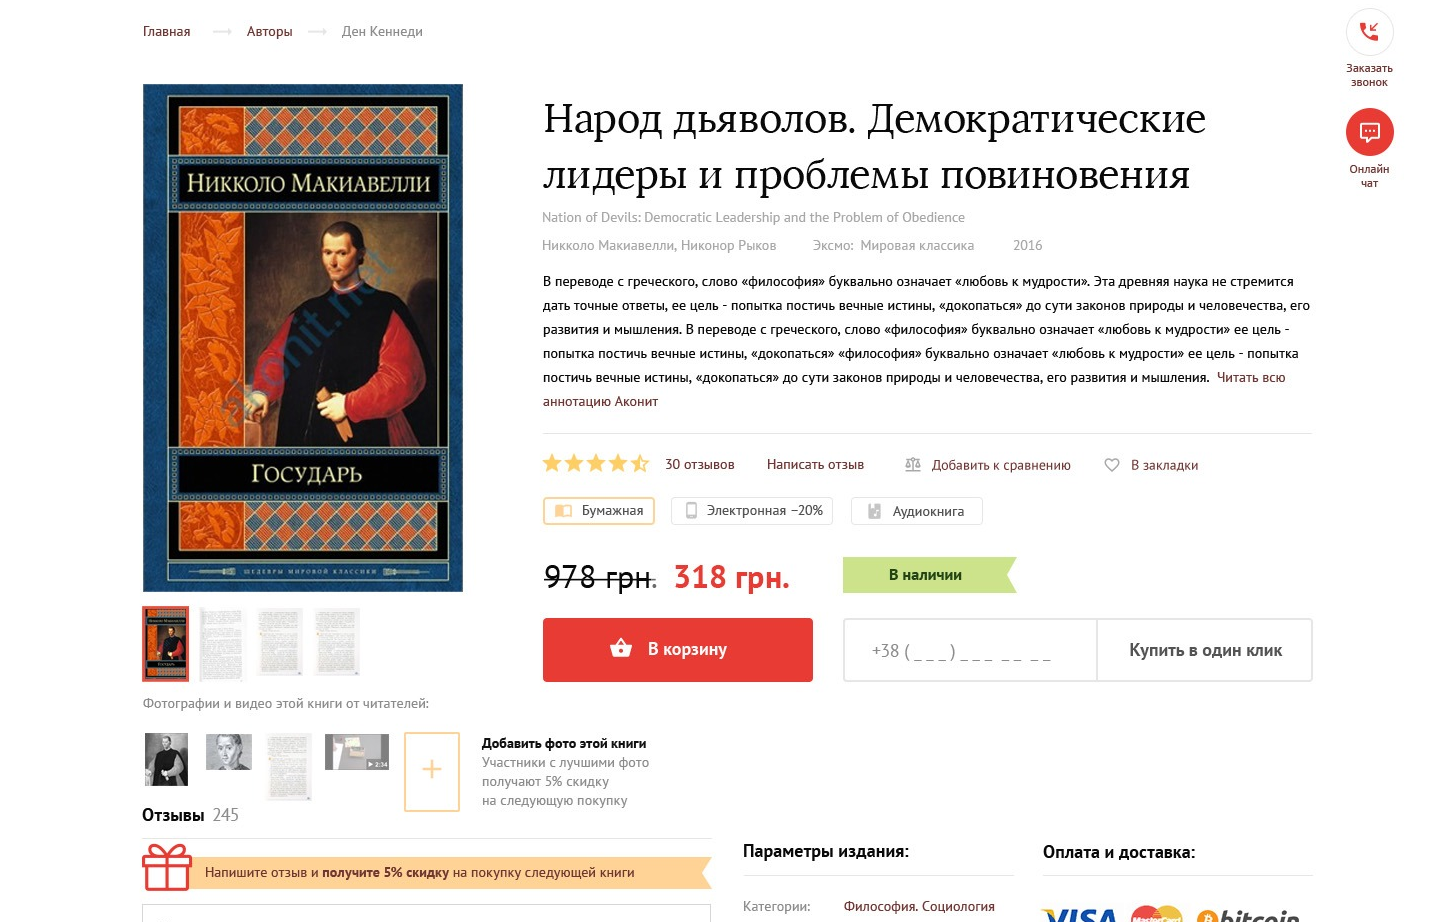 Главная Авторы Ден Кеннеди
Заказать
звонок
Онлайн
чат
НИККОЛО МАКИАВЕЛЛИ
ГОСУДАРЬ
ШЕДЕВРЫ МИРОВОЙ КЛАССИКИ
Народ дьяволов. Демократические
лидеры и проблемы повиновения
Nation of Devils: Democratic Leadership and the Problem of Obedience
Никколо Макиавелли, Никонор Рыков Эксмо: Мировая классика 2016
В переводе с греческого, слово «философия» буквально означает «любовь к мудрости». Эта древняя наука не стремится
дать точные ответы, ее цель - попытка постичь вечные истины, «докопаться» до сути законов природы и человечества, его
развития и мышления. В переводе с греческого, слово «философия» буквально означает «любовь к мудрости» ее цель -
попытка постичь вечные истины, «докопаться» «философия» буквально означает «любовь к мудрости» ее цель - попытка
постичь вечные истины, «докопаться» до сути законов природы и человечества, его развития и мышления. Читать всю
аннотацию Аконит
30 отзывов Написать отзыв Добавить к сравнению В закладки
Бумажная Электронная −20% Аудиокнига
978 грн. 318 грн. В наличии
В корзину +38 ( _ _ _ ) _ _ _ _ _ _ _ Купить в один клик
Фотографии и видео этой книги от читателей:
2:34
Добавить фото этой книги
Участники с лучшими фото
получают 5% скидку
на следующую покупку
Отзывы 245
Напишите отзыв и получите 5% скидку на покупку следующей книги
Параметры издания:
Категории: Философия. Социология
Оплата и доставка:
VISA MasterCard bitcoin